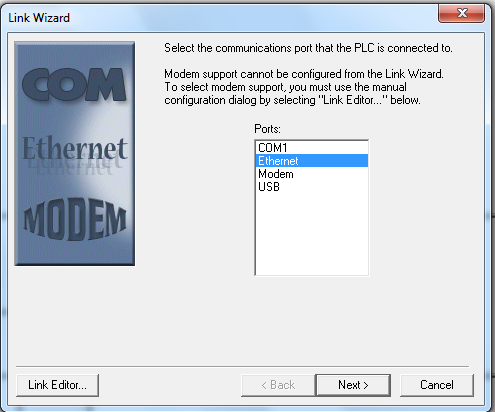 Link Wizard
COM
Ethernet
MODEM
Select the communications port that the PLC is connected to.
Modem support cannot be configured from the Link Wizard.
To select modem support, you must use the manual
configuration dialog by selecting "Link Editor..." below.
Ports:
COM1
Ethernet
Modem
USB
Link Editor...
< Back
Next >
Cancel